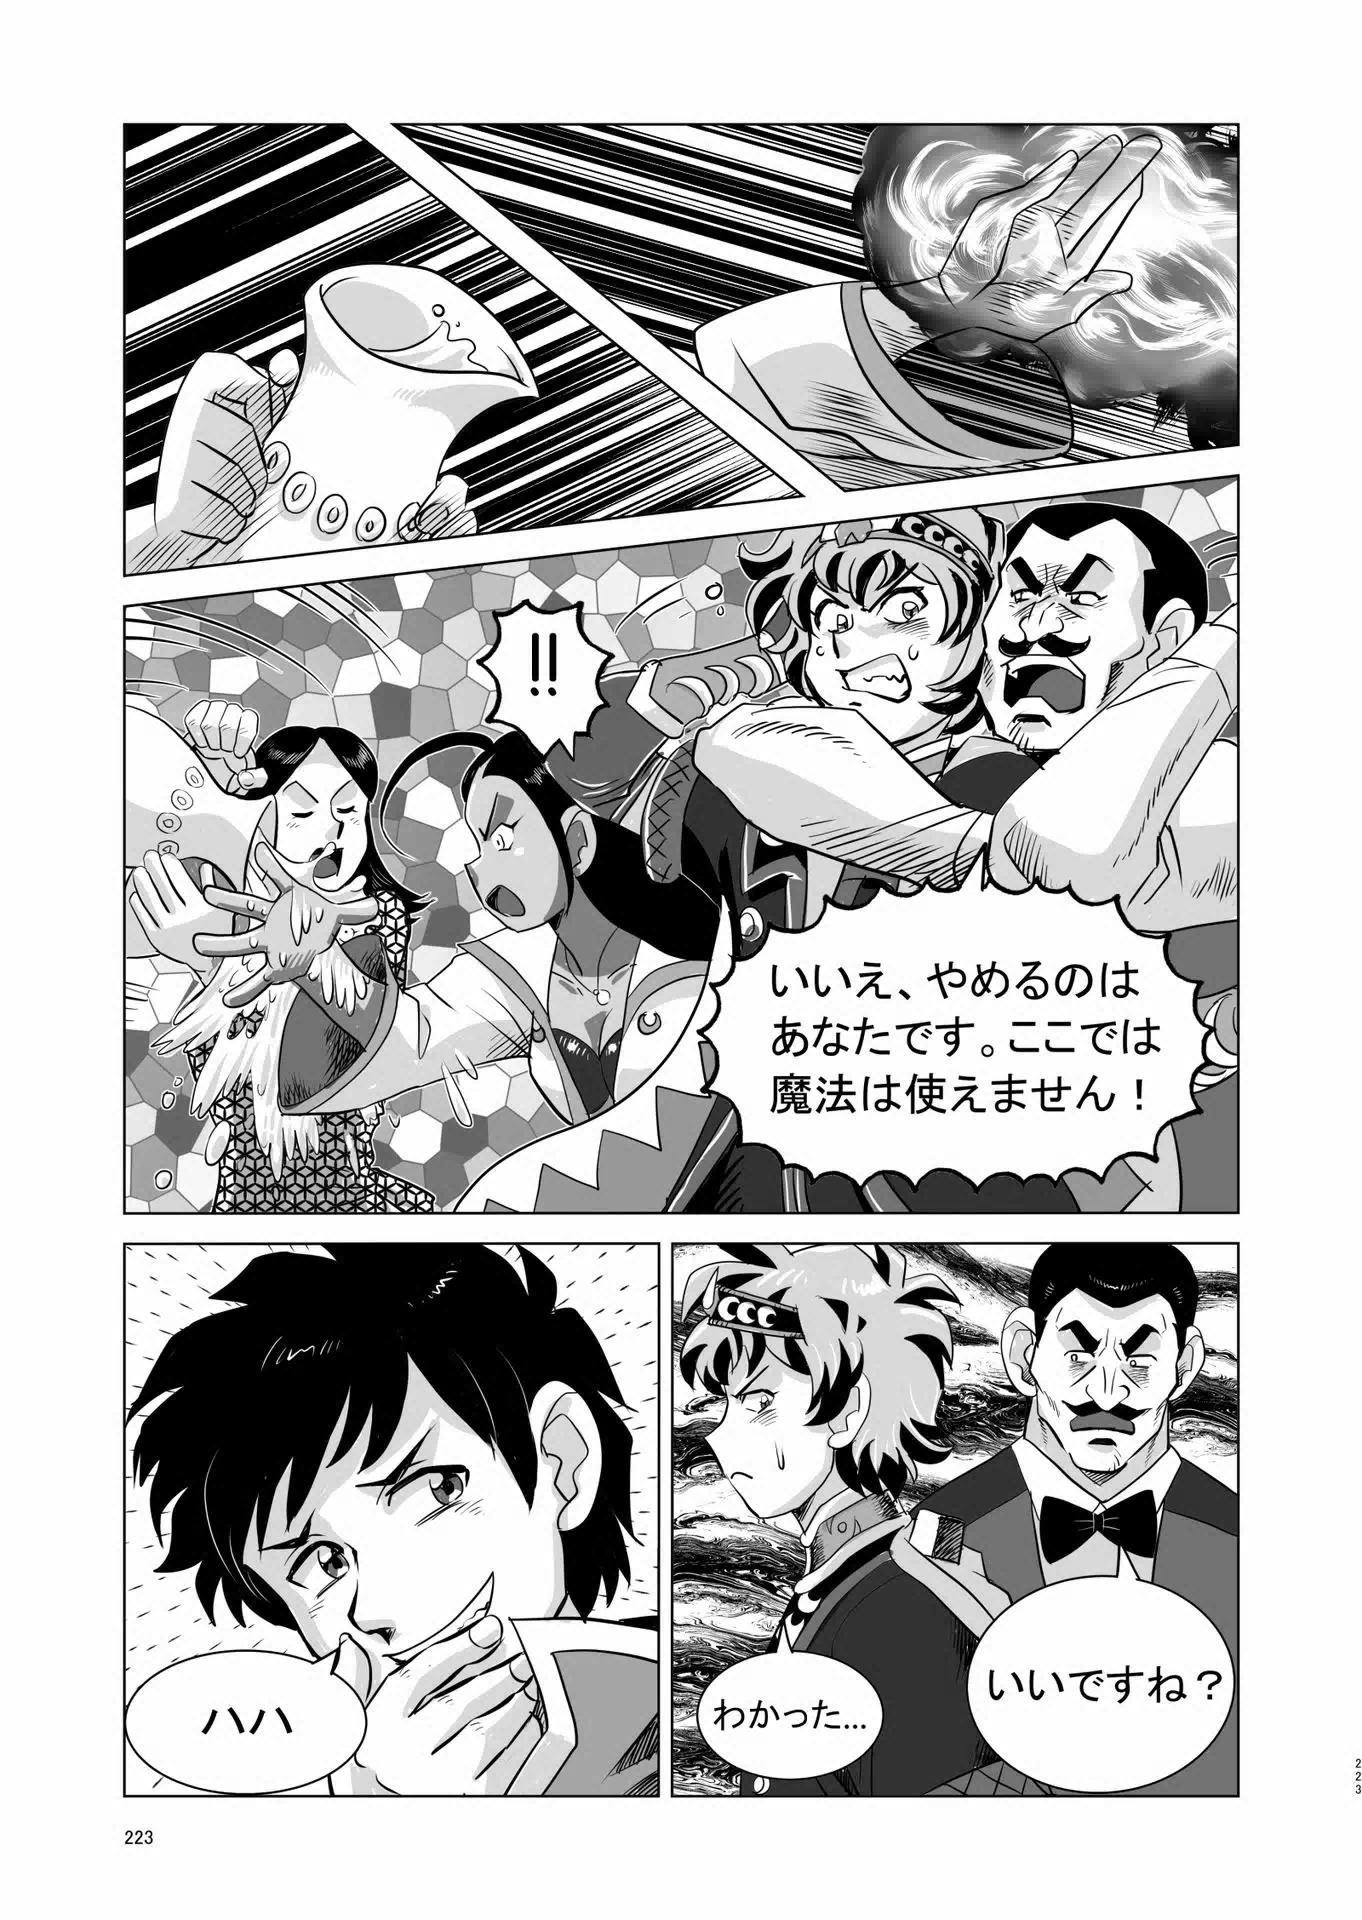 !!
いいえ、やめるのは
あなたです。ここでは
魔法は使えません！
いいですね？
わかった...
ハハ
223
223